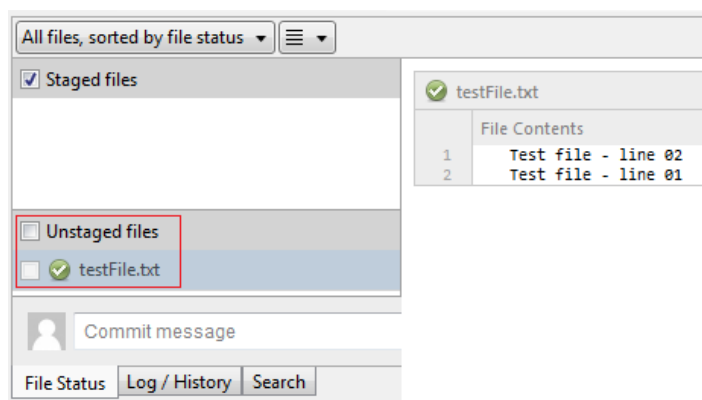 All files, sorted by file status
Staged files
Unstaged files
testFile.txt
Commit message
File Status Log / History Search
testFile.txt
File Contents
1 Test file - line 02
2 Test file - line 01